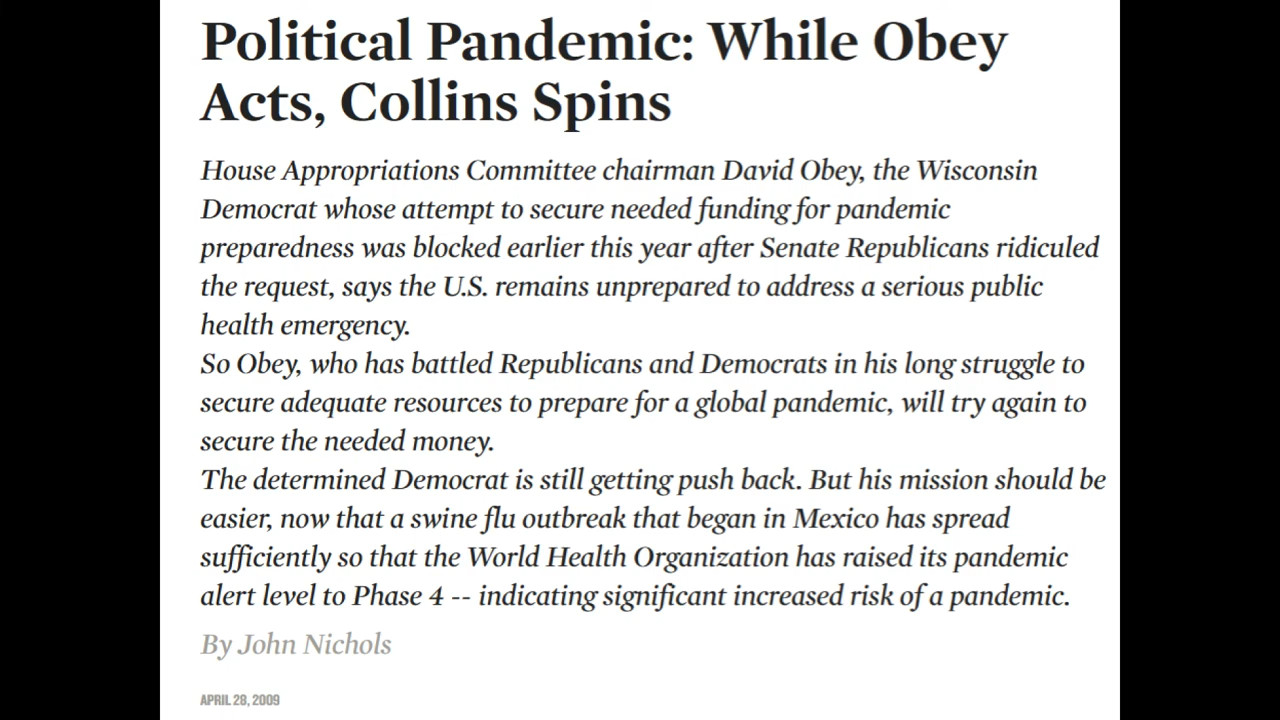 Political Pandemic: While Obey
Acts, Collins Spins
House Appropriations Committee chairman David Obey, the Wisconsin
Democrat whose attempt to secure needed funding for pandemic
preparedness was blocked earlier this year after Senate Republicans ridiculed
the request, says the U.S. remains unprepared to address a serious public
health emergency.
So Obey, who has battled Republicans and Democrats in his long struggle to
secure adequate resources to prepare for a global pandemic, will try again to
secure the needed money.
The determined Democrat is still getting push back. But his mission should be
easier, now that a swine flu outbreak that began in Mexico has spread
sufficiently so that the World Health Organization has raised its pandemic
alert level to Phase 4 -- indicating significant increased risk of a pandemic.
By John Nichols
APRIL 28, 2009